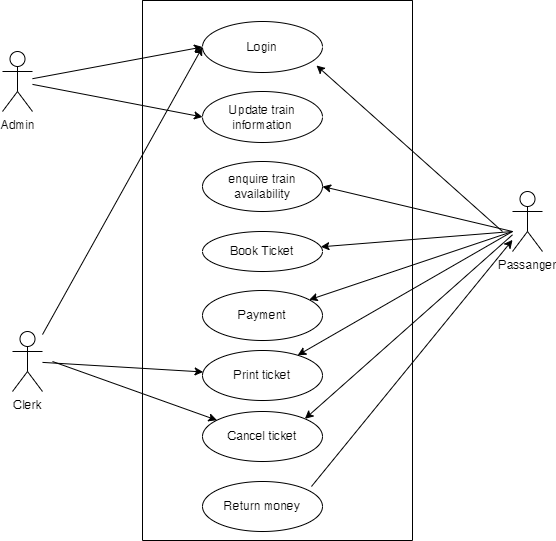 Login
Update train
information
Admin
enquire train
availability
Book Ticket
Passanger
Payment
Print ticket
Clerk
Cancel ticket
Return money